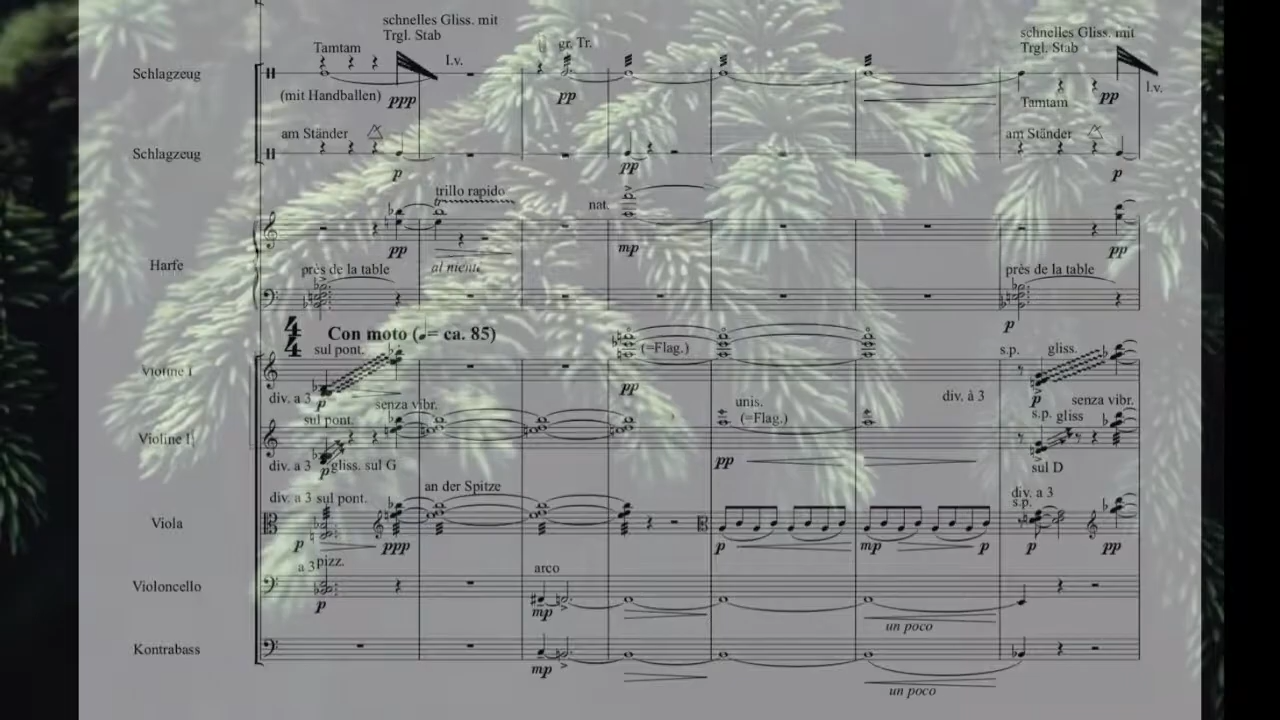 schnelles Gliss. mit
Trgl. Stab
Tamtam
l.v.
gr. Tr.
schnelles Gliss. mit
Trgl. Stab
Schlagzeug
(mit Handballen) ppp
pp
Tamtam
pp
l.v.
am Ständer
am Ständer
Schlagzeug
p
pp
p
trillo rapido
nat.
pp
mp
pp
Harfe
près de la table
al niente
près de la table
p
4/4
Con moto (♩= ca. 85)
sul pont.
(=Flag.)
s.p.
gliss.
Violine I
div. a 3
p
pp
div. à 3
p
senza vibr.
unis.
senza vibr.
sul pont.
(=Flag.)
s.p. gliss
Violine II
div. a 3
p
gliss. sul G
pp
sul D
an der Spitze
div. a 3 sul pont.
div. a 3
s.p.
Viola
p
ppp
p
mp
p
p
pp
a 3
pizz.
arco
Violoncello
p
mp
un poco
Kontrabass
mp
un poco